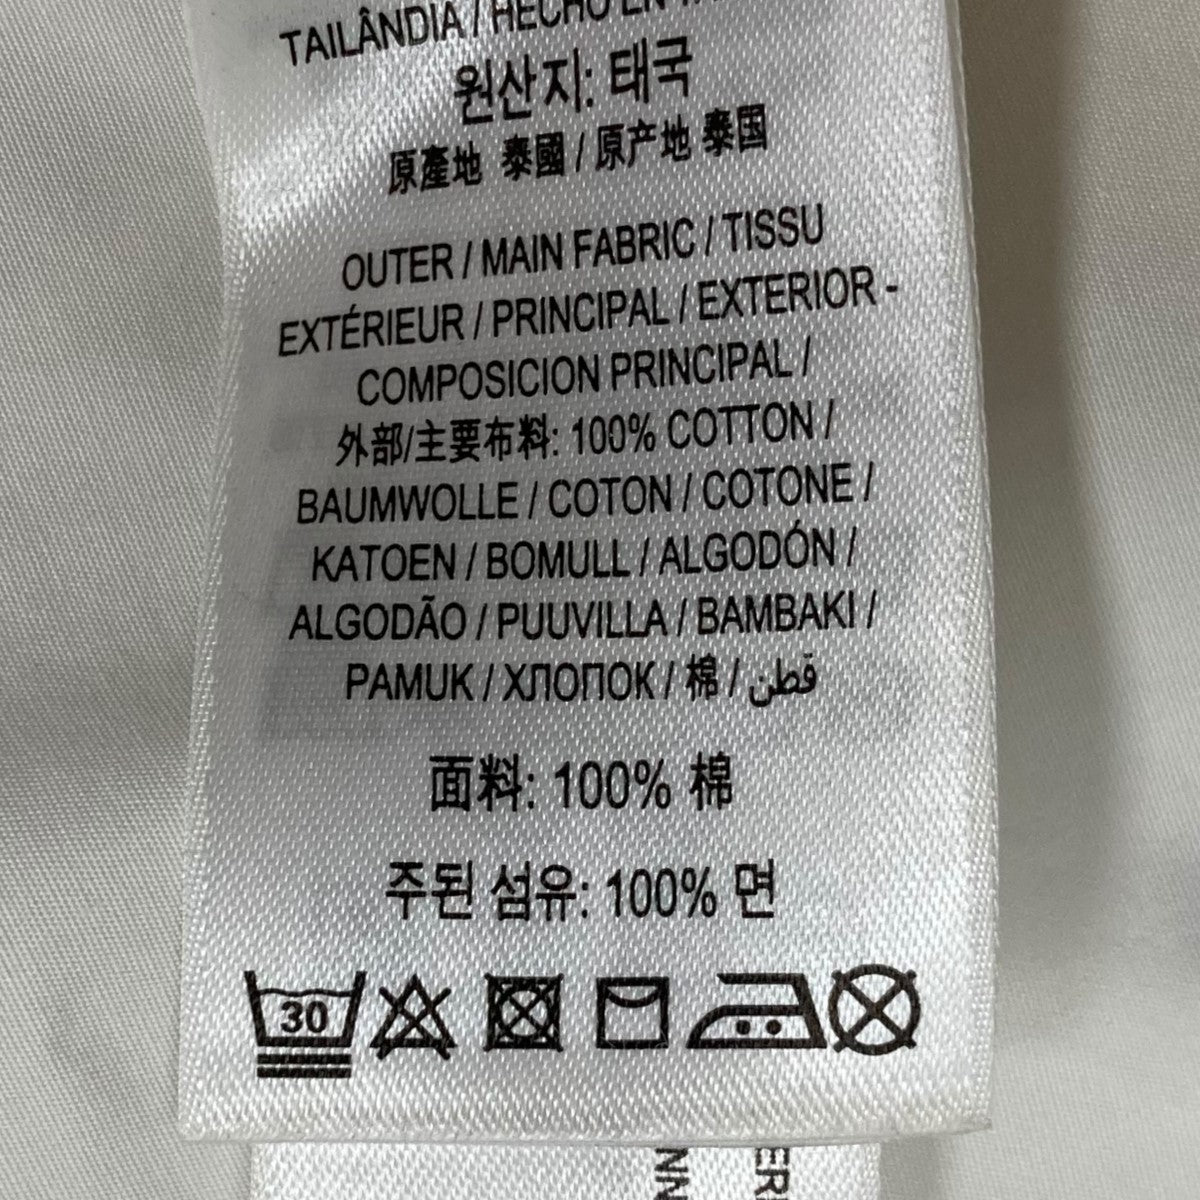 TAILÂNDIA / HECHO EN
원산지: 태국
原產地 泰國 / 原产地 泰国
OUTER / MAIN FABRIC / TISSU
EXTÉRIEUR / PRINCIPAL / EXTERIOR -
COMPOSICION PRINCIPAL /
外部/主要布料: 100% COTTON /
BAUMWOLLE / COTON / COTONE /
KATOEN / BOMULL / ALGODÓN /
ALGODÃO / PUUVILLA / BAMBAKI /
PAMUK / ХЛОПОК / 棉 / قطن
面料: 100% 棉
주된 섬유: 100% 면
30